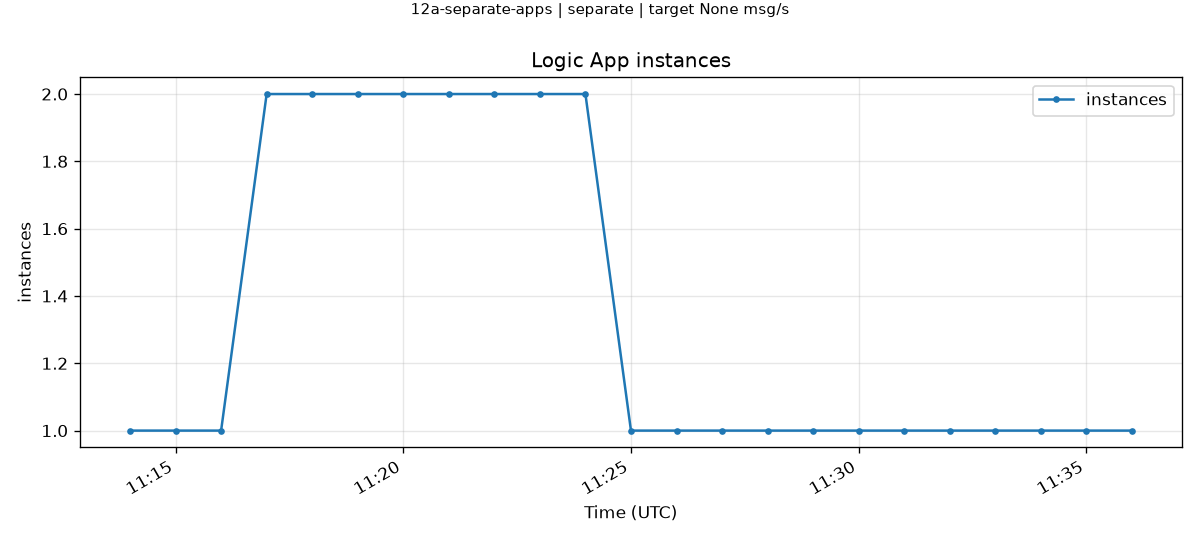 12a-separate-apps | separate | target None msg/s
Logic App instances
instances
2.0
1.8
1.6
1.4
1.2
1.0
instances
11:15
11:20
11:25
11:30
11:35
Time (UTC)